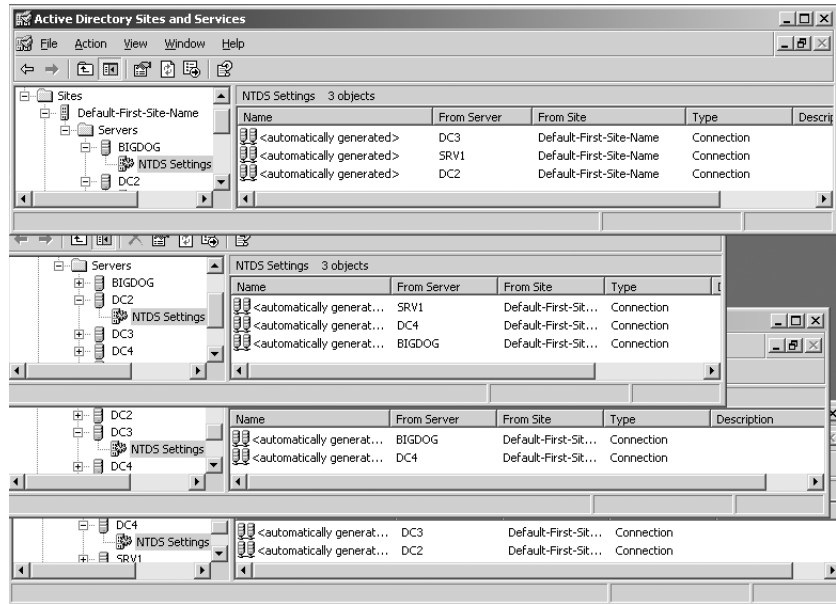 Active Directory Sites and Services
File Action View Window Help
Sites
Default-First-Site-Name
Servers
BIGDOG
NTDS Settings
DC2
NTDS Settings 3 objects
Name From Server From Site Type Descrip
<automatically generated> DC3 Default-First-Site-Name Connection
<automatically generated> SRV1 Default-First-Site-Name Connection
<automatically generated> DC2 Default-First-Site-Name Connection
Servers
BIGDOG
DC2
NTDS Settings
DC3
DC4
NTDS Settings 3 objects
Name From Server From Site Type
<automatically generat... SRV1 Default-First-Sit... Connection
<automatically generat... DC4 Default-First-Sit... Connection
<automatically generat... BIGDOG Default-First-Sit... Connection
DC2
DC3
NTDS Settings
DC4
Name From Server From Site Type Description
<automatically generat... BIGDOG Default-First-Sit... Connection
<automatically generat... DC4 Default-First-Sit... Connection
DC4
NTDS Settings
SRV1
<automatically generat... DC3 Default-First-Sit... Connection
<automatically generat... DC2 Default-First-Sit... Connection